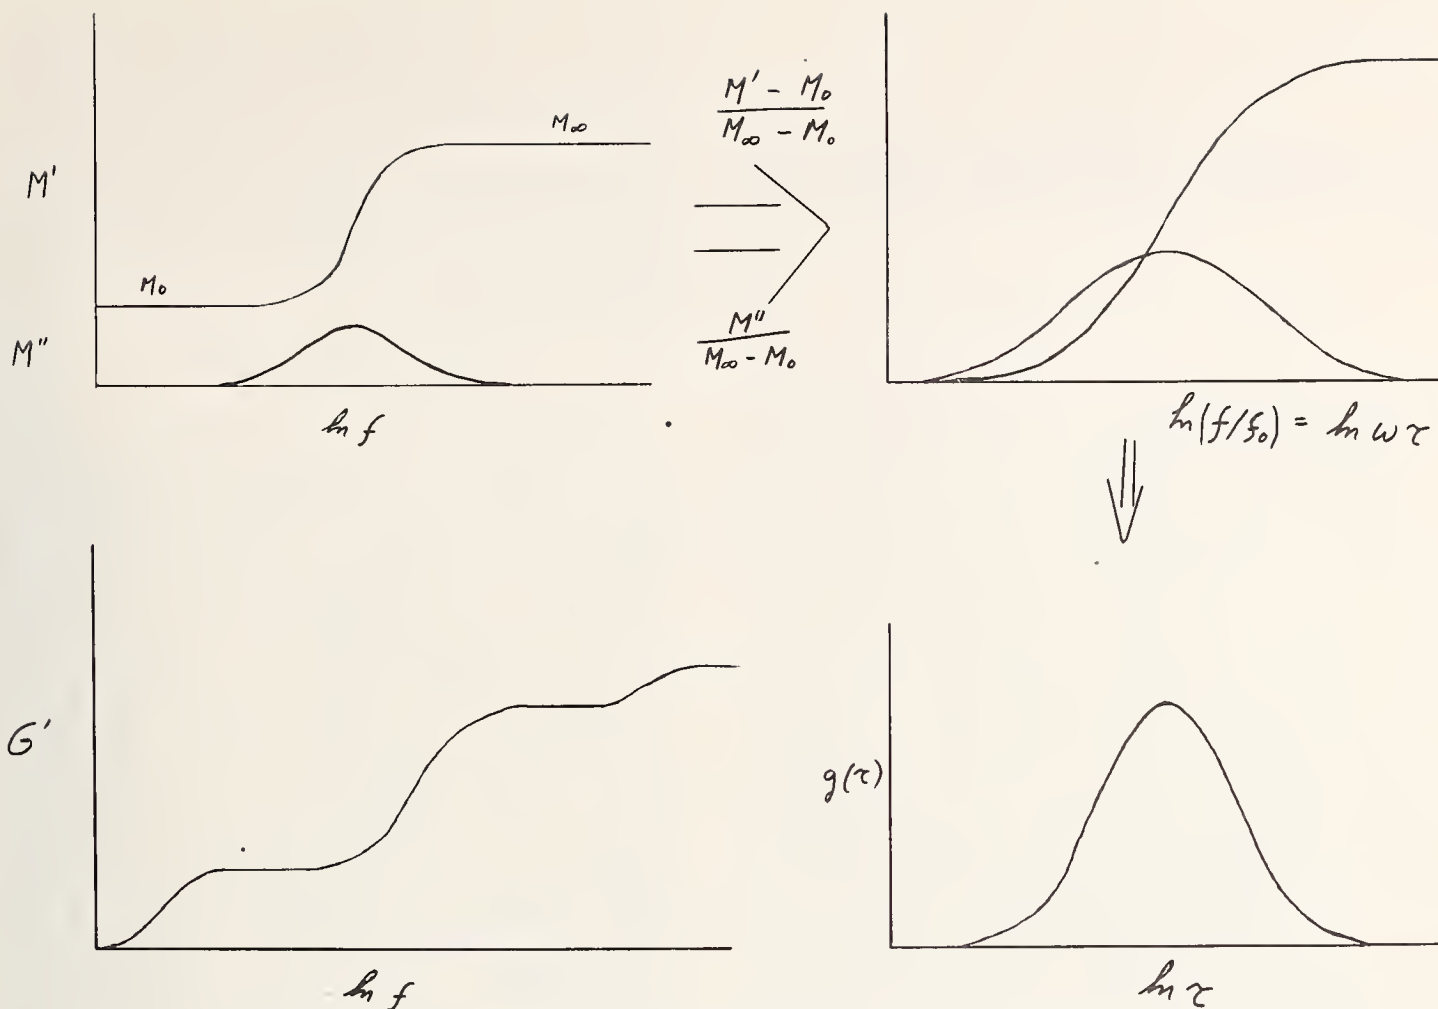 M'
M∞
M₀
M"
ln f
M' - M₀
M∞ - M₀
M"
M∞ - M₀
ln(f/f₀) = ln ωτ
G'
ln f
g(τ)
ln τ